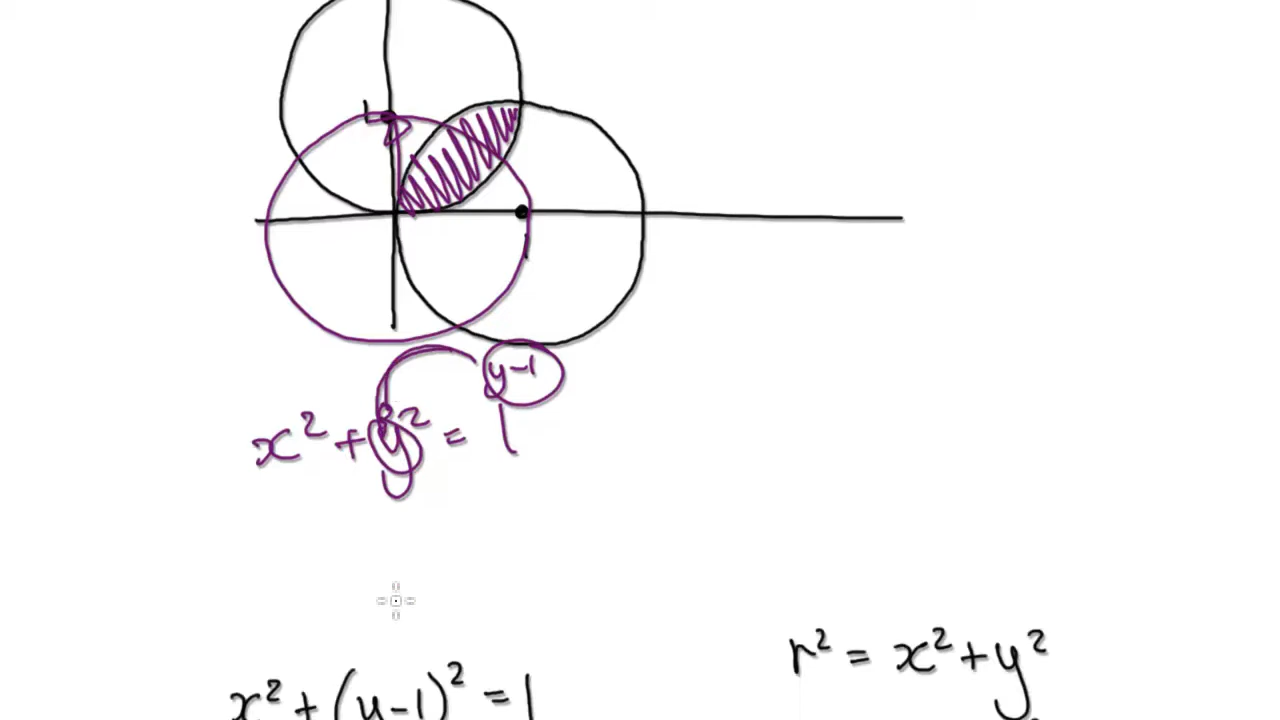 1
y-1
x² + y² = 1
r² = x² + y²
x² + (y-1)² = 1